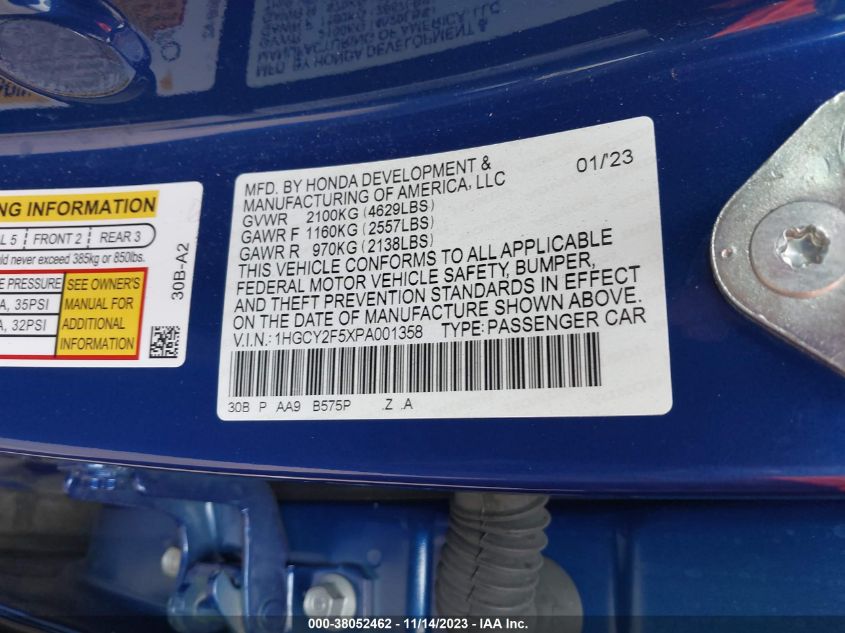 MFD. BY HONDA DEVELOPMENT &
MANUFACTURING OF AMERICA, LLC
01/'23
GVWR 2100KG (4629LBS)
GAWR F 1160KG (2557LBS)
GAWR R 970KG (2138LBS)
THIS VEHICLE CONFORMS TO ALL APPLICABLE
FEDERAL MOTOR VEHICLE SAFETY, BUMPER,
AND THEFT PREVENTION STANDARDS IN EFFECT
ON THE DATE OF MANUFACTURE SHOWN ABOVE.
V.I.N.: 1HGCY2F5XPA001358 TYPE: PASSENGER CAR
30B P AA9 B575P .Z .A
NG INFORMATION
L 5 FRONT 2 REAR 3
uld never exceed 385kg or 850lbs.
E PRESSURE
A, 35PSI
A, 32PSI
SEE OWNER'S
MANUAL FOR
ADDITIONAL
INFORMATION
30B-A2
000-38052462 - 11/14/2023 - IAA Inc.